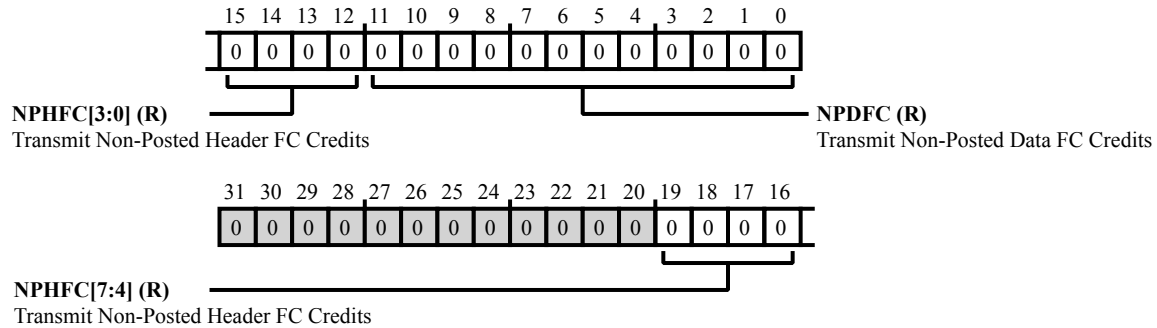 15 14 13 12 11 10 9 8 7 6 5 4 3 2 1 0
0 0 0 0 0 0 0 0 0 0 0 0 0 0 0 0
NPHFC[3:0] (R)
Transmit Non-Posted Header FC Credits
NPDFC (R)
Transmit Non-Posted Data FC Credits
31 30 29 28 27 26 25 24 23 22 21 20 19 18 17 16
0 0 0 0 0 0 0 0 0 0 0 0 0 0 0 0
NPHFC[7:4] (R)
Transmit Non-Posted Header FC Credits